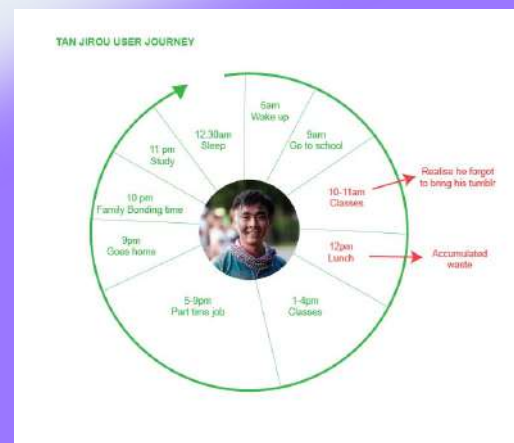 TAN JIROU USER JOURNEY
6am
Wake up
9am
Go to school
10-11am
Classes
Realise he forgot
to bring his tumblr
12pm
Lunch
Accumulated
waste
1-4pm
Classes
5-9pm
Part time job
9pm
Goes home
10 pm
Family Bonding time
11 pm
Study
12.30am
Sleep